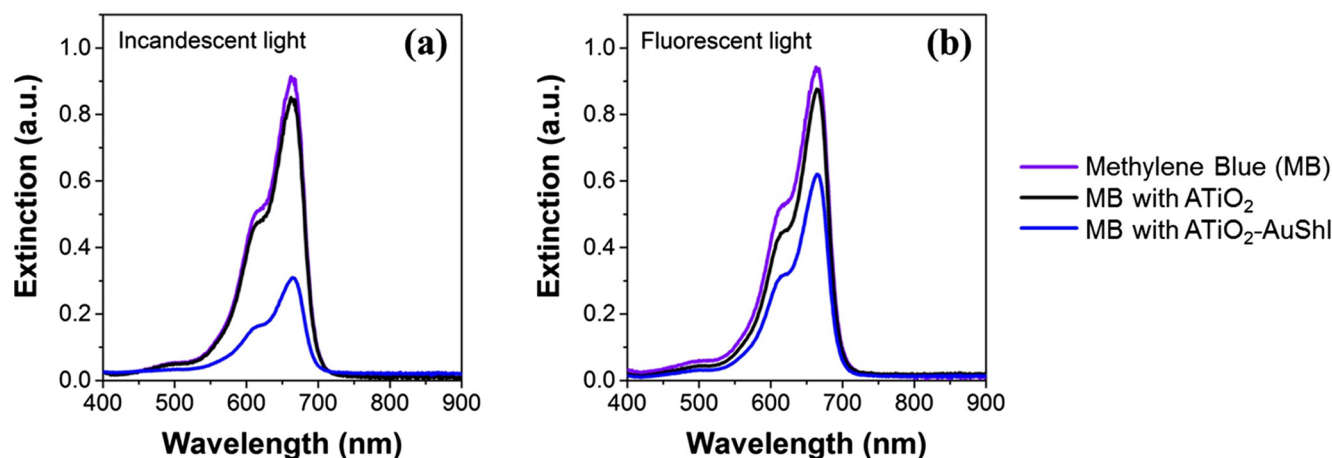 Incandescent light
(a)
1.0
0.8
0.6
0.4
0.2
0.0
Extinction (a.u.)
400 500 600 700 800 900
Wavelength (nm)
Fluorescent light
(b)
1.0
0.8
0.6
0.4
0.2
0.0
Extinction (a.u.)
400 500 600 700 800 900
Wavelength (nm)
Methylene Blue (MB)
MB with ATiO₂
MB with ATiO₂-AuShl